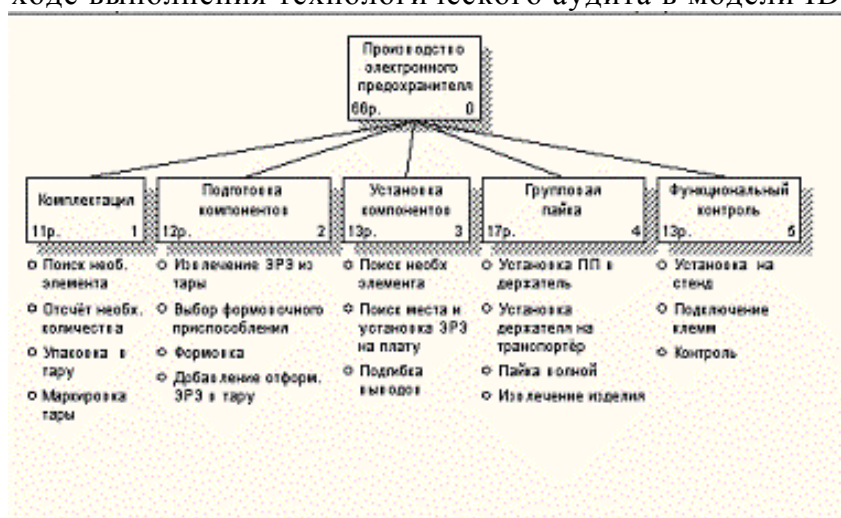 ходе выполнения технологического аудита в модели ID
Производство
электронного
предохранителя
66р. 0
Комплектация
11р. 1
Подготовка
компонентов
12р. 2
Установка
компонентов
13р. 3
Групповая
пайка
17р. 4
Функциональный
контроль
13р. 5
Поиск необ.
элемента
Отсчёт необх.
количества
Упаковка в
тару
Маркировка
тары
Извлечение ЭРЭ из
тары
Выбор формовочного
приспособления
Формовка
Добавление отформ.
ЭРЭ в тару
Поиск необх
элемента
Поиск места и
установка ЭРЭ
на плату
Подгибка
выводов
Установка ПП в
держатель
Установка
держателя на
транспортёр
Пайка волной
Извлечение изделия
Установка на
стенд
Подключение
клемм
Контроль